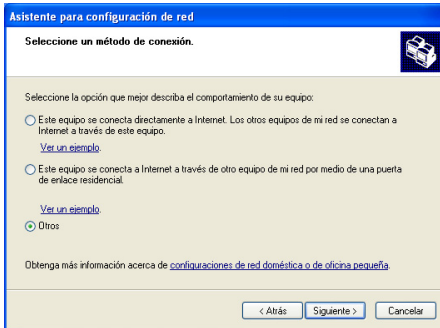 Asistente para configuración de red
Seleccione un método de conexión.
Seleccione la opción que mejor describa el comportamiento de su equipo:
Este equipo se conecta directamente a Internet. Los otros equipos de mi red se conectan a
Internet a través de este equipo.
Ver un ejemplo.
Este equipo se conecta a Internet a través de otro equipo de mi red por medio de una puerta
de enlace residencial.
Ver un ejemplo.
Otros
Obtenga más información acerca de configuraciones de red doméstica o de oficina pequeña.
< Atrás Siguiente > Cancelar